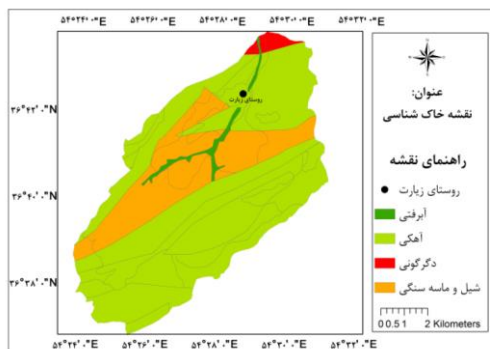 ۵۴°۲۴'۰"E ۵۴°۲۶'۰"E ۵۴°۲۸'۰"E ۵۴°۳۰'۰"E ۵۴°۳۲'۰"E
۳۶°۴۲'۰"N
۳۶°۴۰'۰"N
۳۶°۳۸'۰"N
روستای زیارت
۵۴°۲۴'۰"E ۵۴°۲۶'۰"E ۵۴°۲۸'۰"E ۵۴°۳۰'۰"E ۵۴°۳۲'۰"E
عنوان:
نقشه خاک شناسی
راهنمای نقشه
روستای زیارت
آبرفتی
آهکی
دگرگونی
شیل و ماسه سنگی
0 0.5 1 2 Kilometers